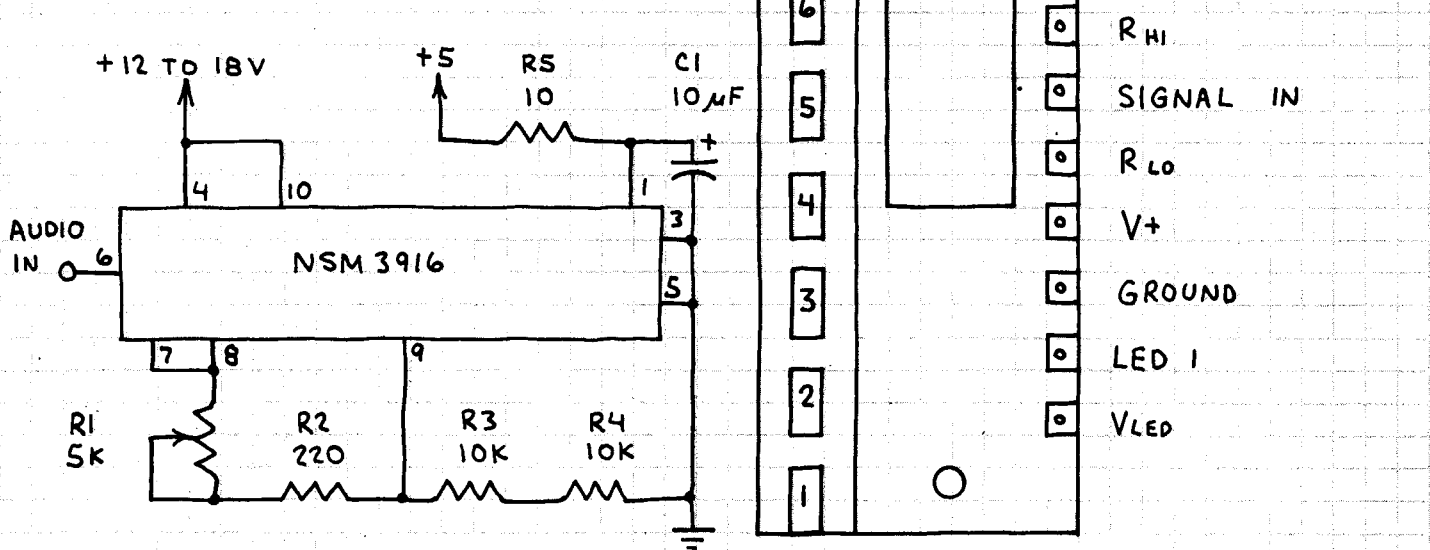 +12 TO 18V
+5
R5
10
C1
10 µF
+
4
10
1
3
5
AUDIO
IN
6
NSM 3916
7
8
9
R1
5K
R2
220
R3
10K
R4
10K
6
5
4
3
2
1
R HI
SIGNAL IN
R LO
V+
GROUND
LED 1
VLED